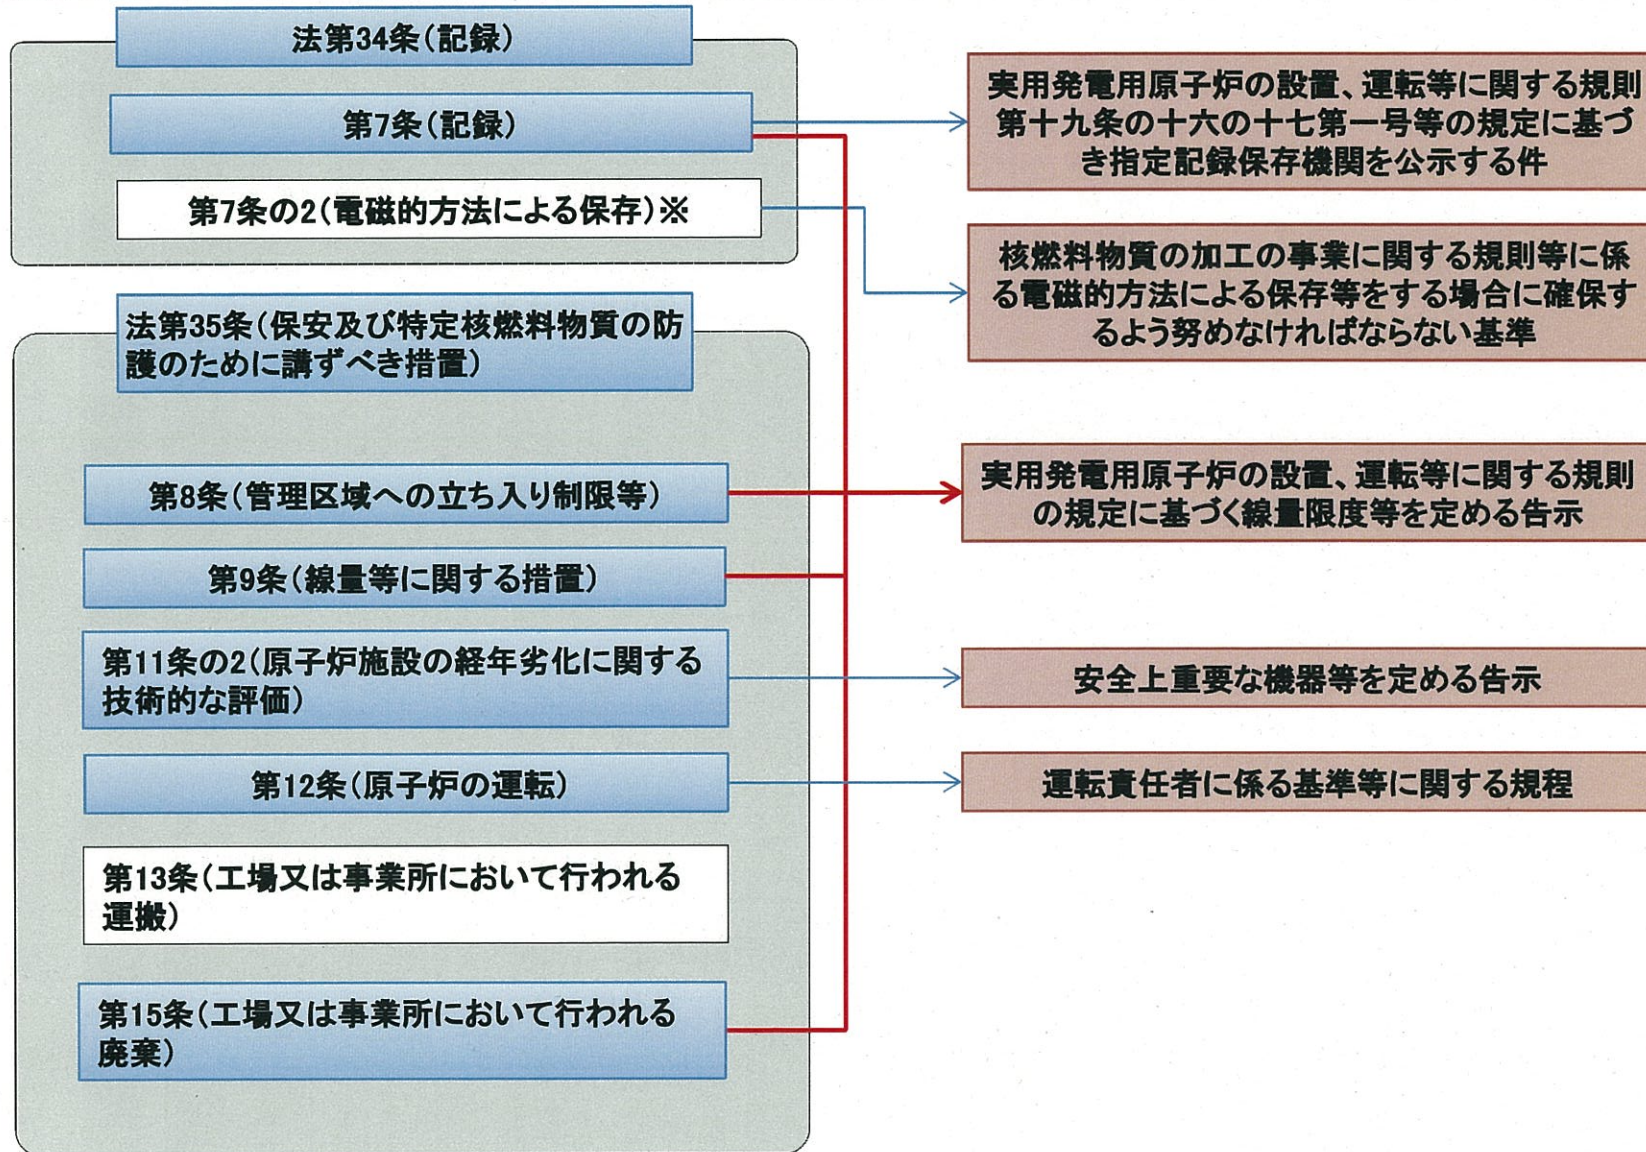 法第34条(記録)
第7条(記録)
第7条の2(電磁的方法による保存)※
法第35条(保安及び特定核燃料物質の防
護のために講ずべき措置)
第8条(管理区域への立ち入り制限等)
第9条(線量等に関する措置)
第11条の2(原子炉施設の経年劣化に関する
技術的な評価)
第12条(原子炉の運転)
第13条(工場又は事業所において行われる
運搬)
第15条(工場又は事業所において行われる
廃棄)
実用発電用原子炉の設置、運転等に関する規則
第十九条の十六の十七第一号等の規定に基づ
き指定記録保存機関を公示する件
核燃料物質の加工の事業に関する規則等に係
る電磁的方法による保存等をする場合に確保す
るよう努めなければならない基準
実用発電用原子炉の設置、運転等に関する規則
の規定に基づく線量限度等を定める告示
安全上重要な機器等を定める告示
運転責任者に係る基準等に関する規程